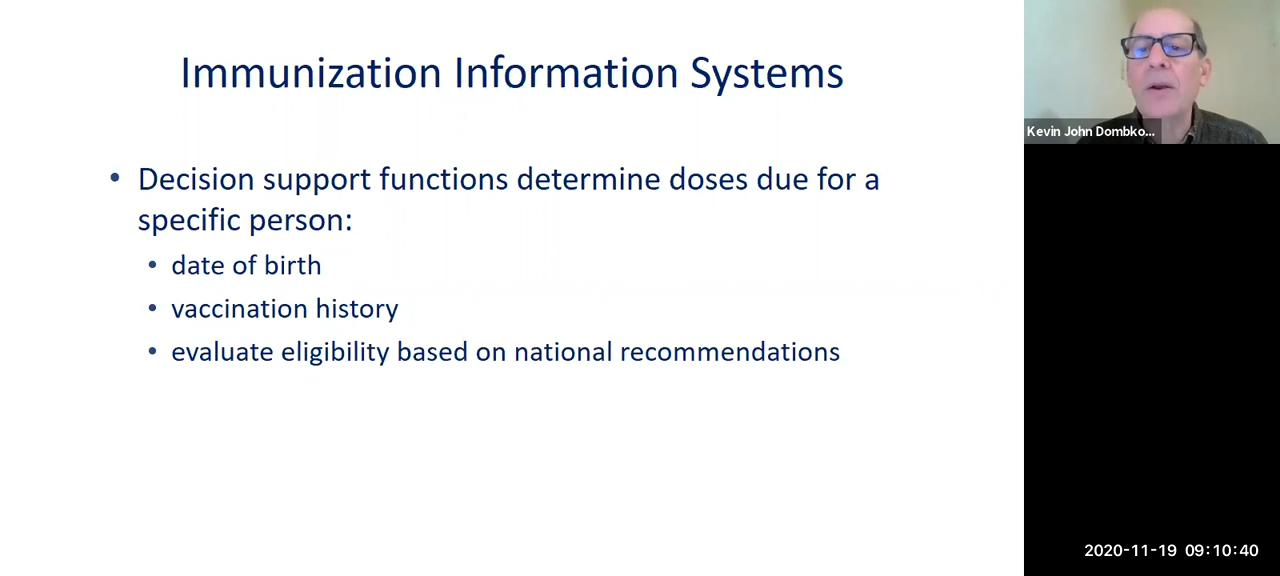 Immunization Information Systems
• Decision support functions determine doses due for a
specific person:
• date of birth
• vaccination history
• evaluate eligibility based on national recommendations
Kevin John Dombko...
2020-11-19 09:10:40